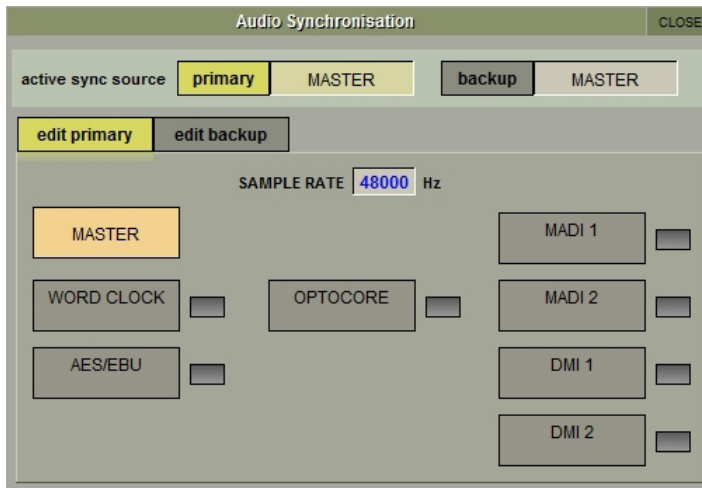 Audio Synchronisation CLOSE
active sync source primary MASTER backup MASTER
edit primary edit backup
SAMPLE RATE 48000 Hz
MASTER MADI 1
WORD CLOCK OPTOCORE MADI 2
AES/EBU DMI 1
DMI 2